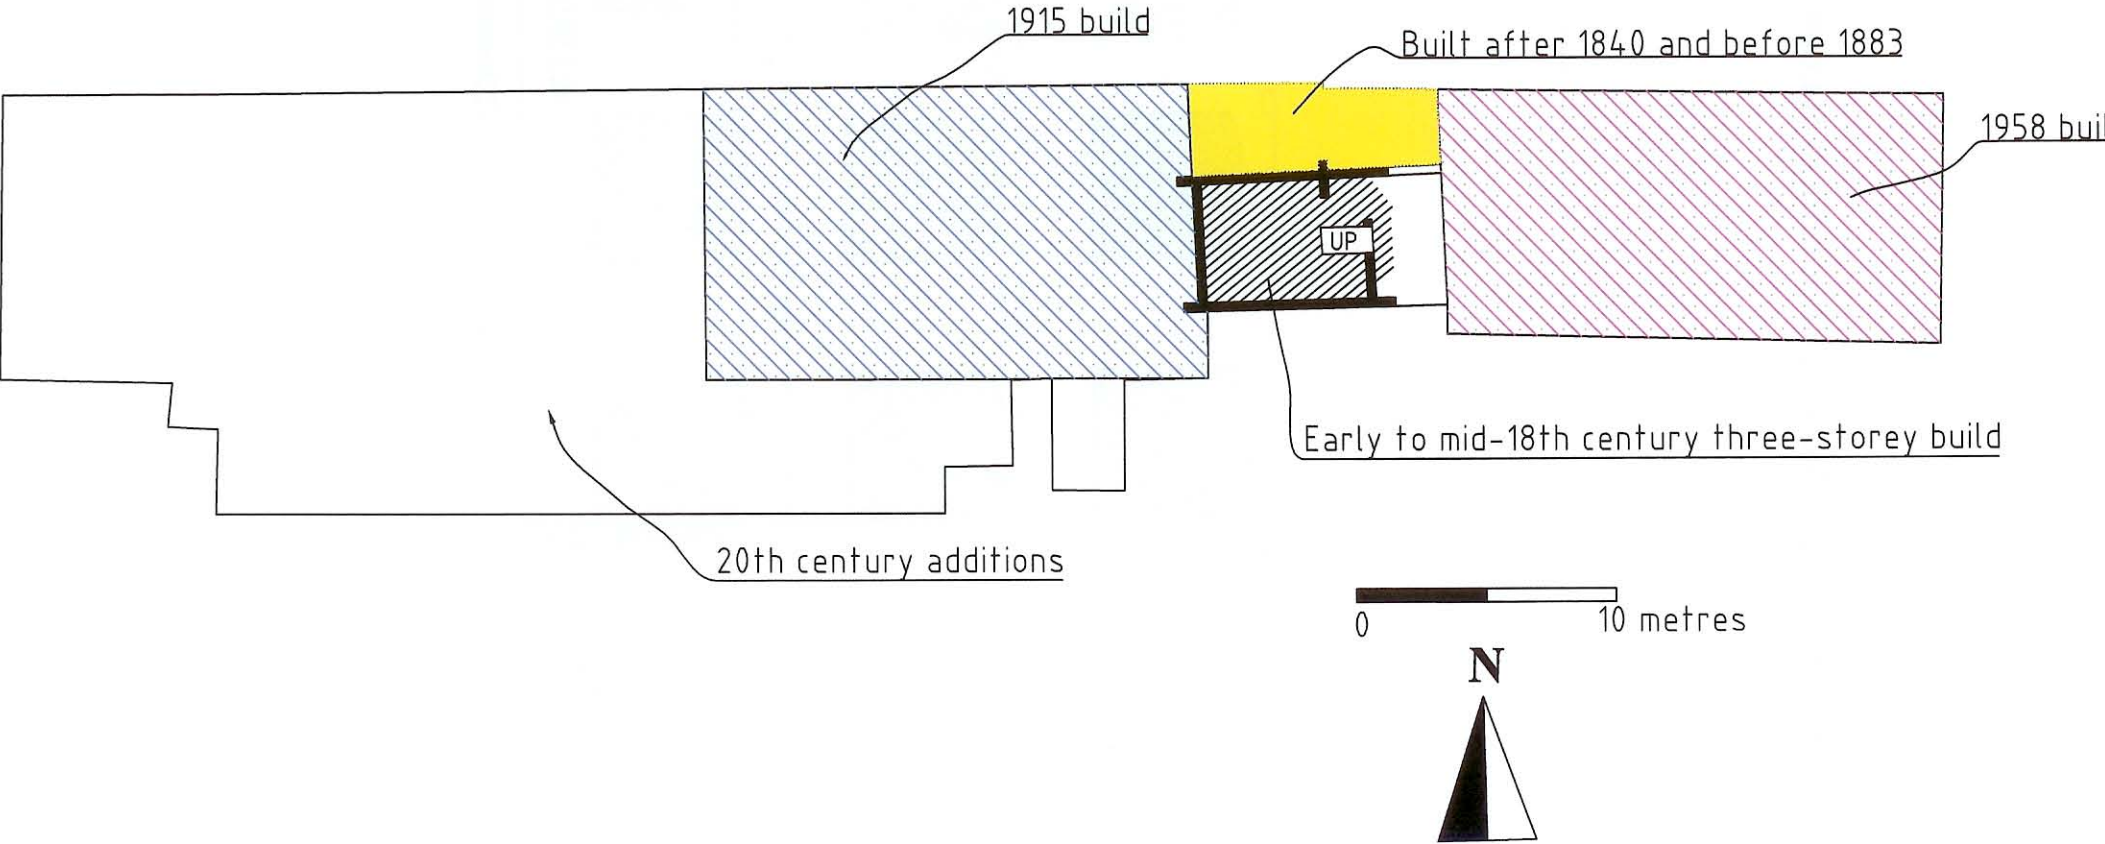 1915 build
Built after 1840 and before 1883
1958 buil
UP
Early to mid-18th century three-storey build
20th century additions
0 10 metres
N